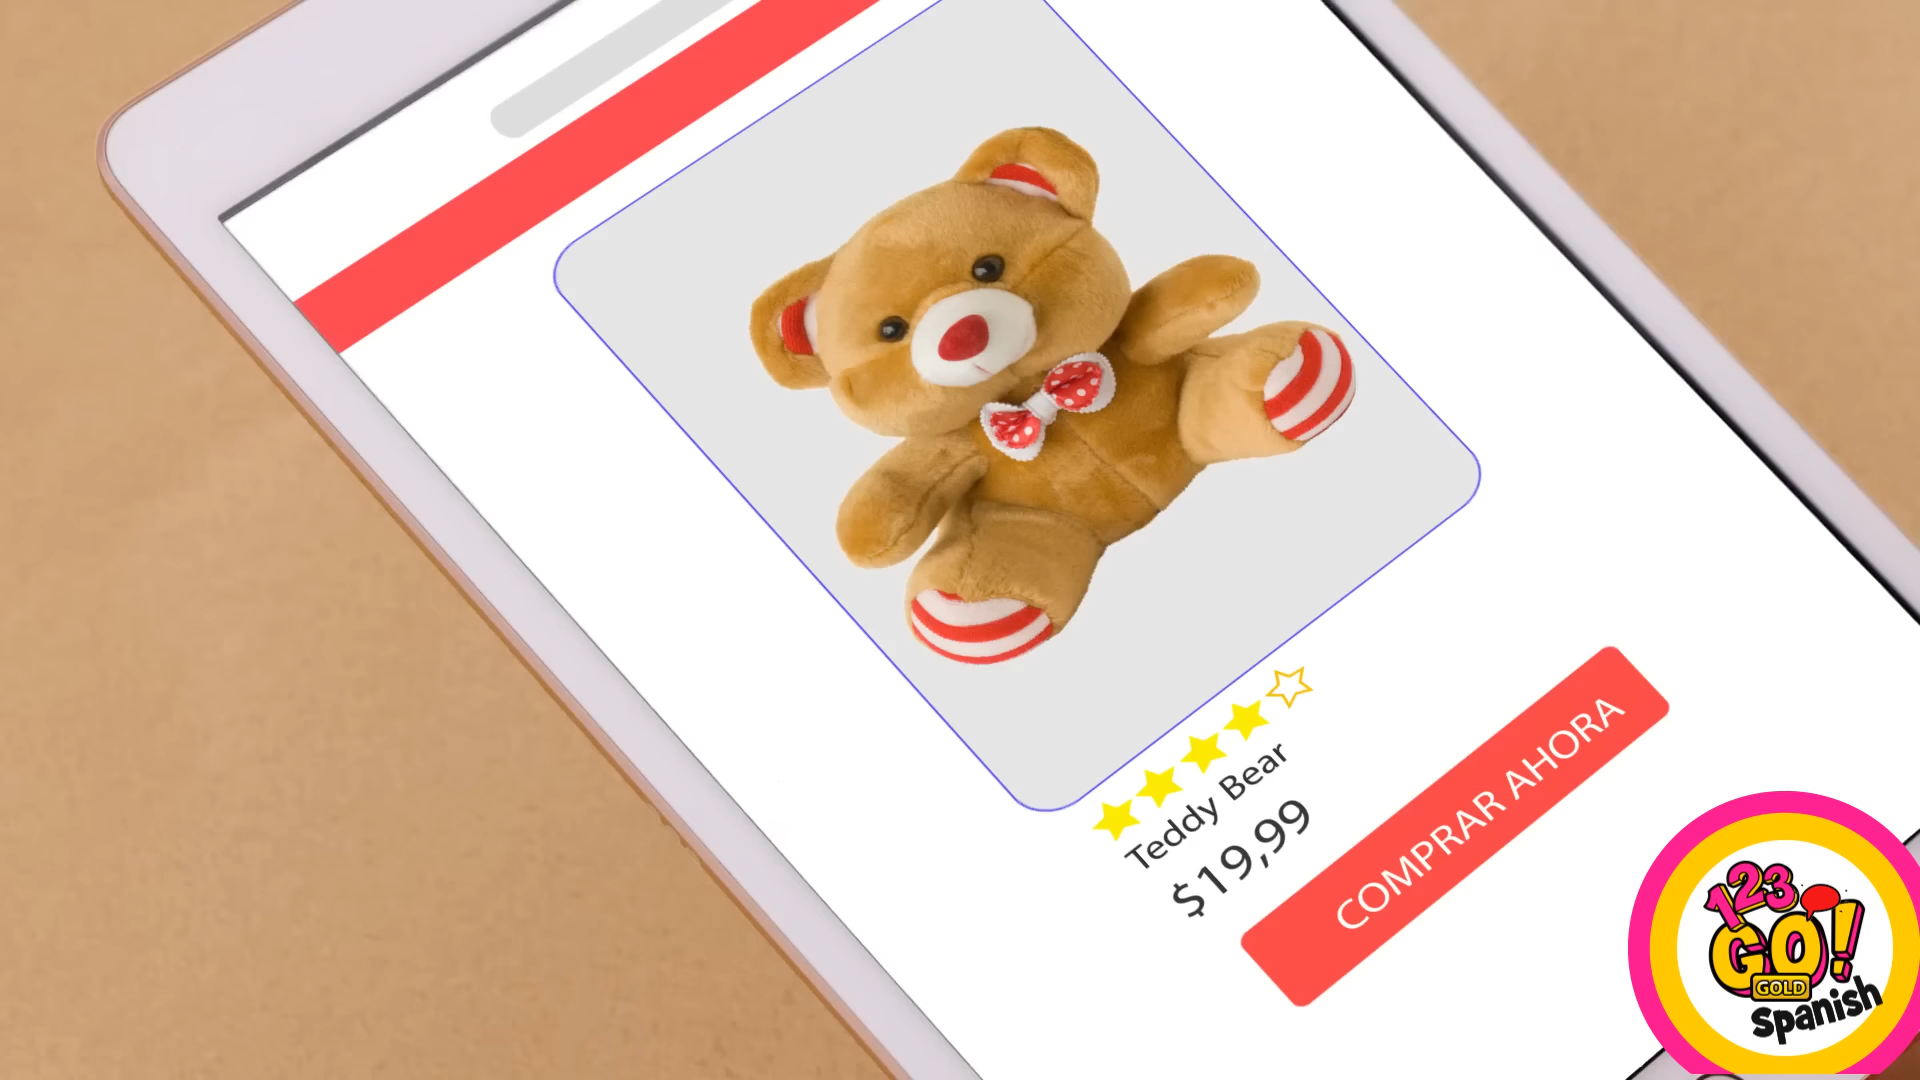 Teddy Bear
$19,99
COMPRAR AHORA
123
GO!
GOLD
Spanish